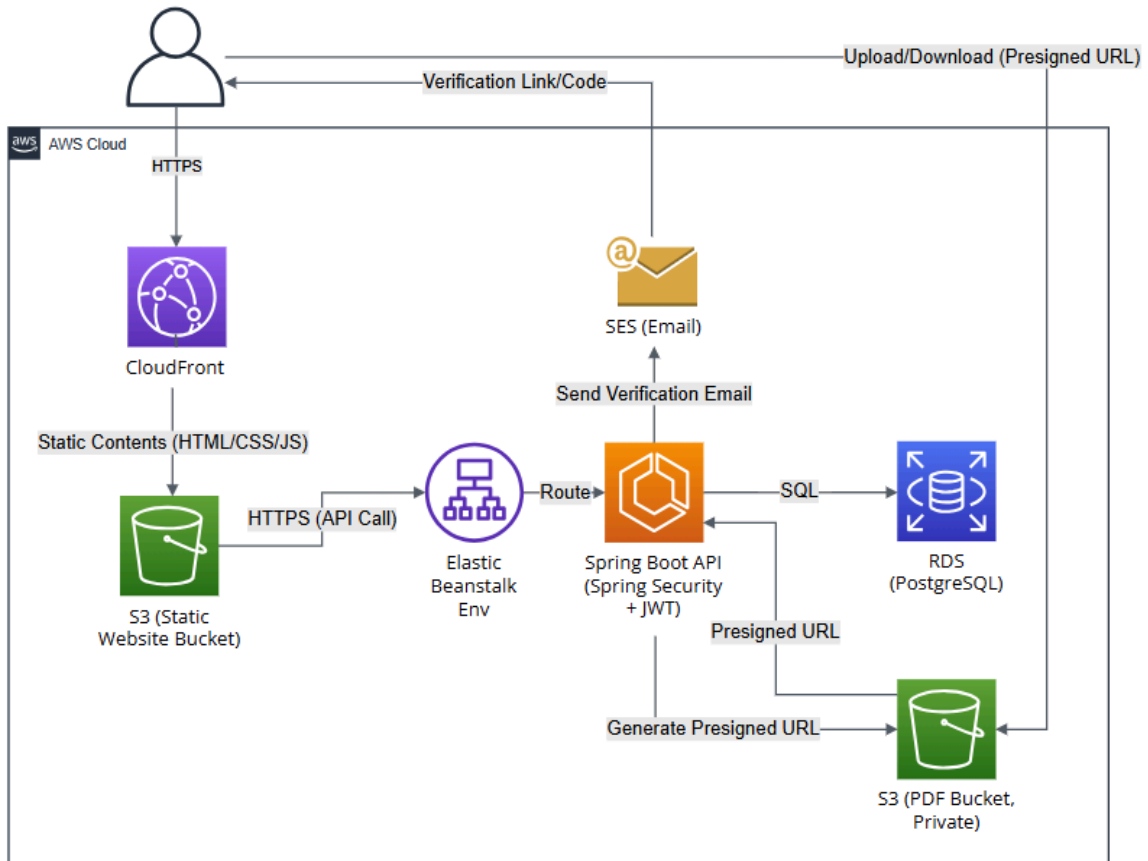 Upload/Download (Presigned URL)
Verification Link/Code
aws
AWS Cloud
HTTPS
@
CloudFront
SES (Email)
Send Verification Email
Static Contents (HTML/CSS/JS)
HTTPS (API Call)
Route
SQL
Elastic
Beanstalk
Env
Spring Boot API
(Spring Security
+ JWT)
RDS
(PostgreSQL)
S3 (Static
Website Bucket)
Presigned URL
Generate Presigned URL
S3 (PDF Bucket,
Private)